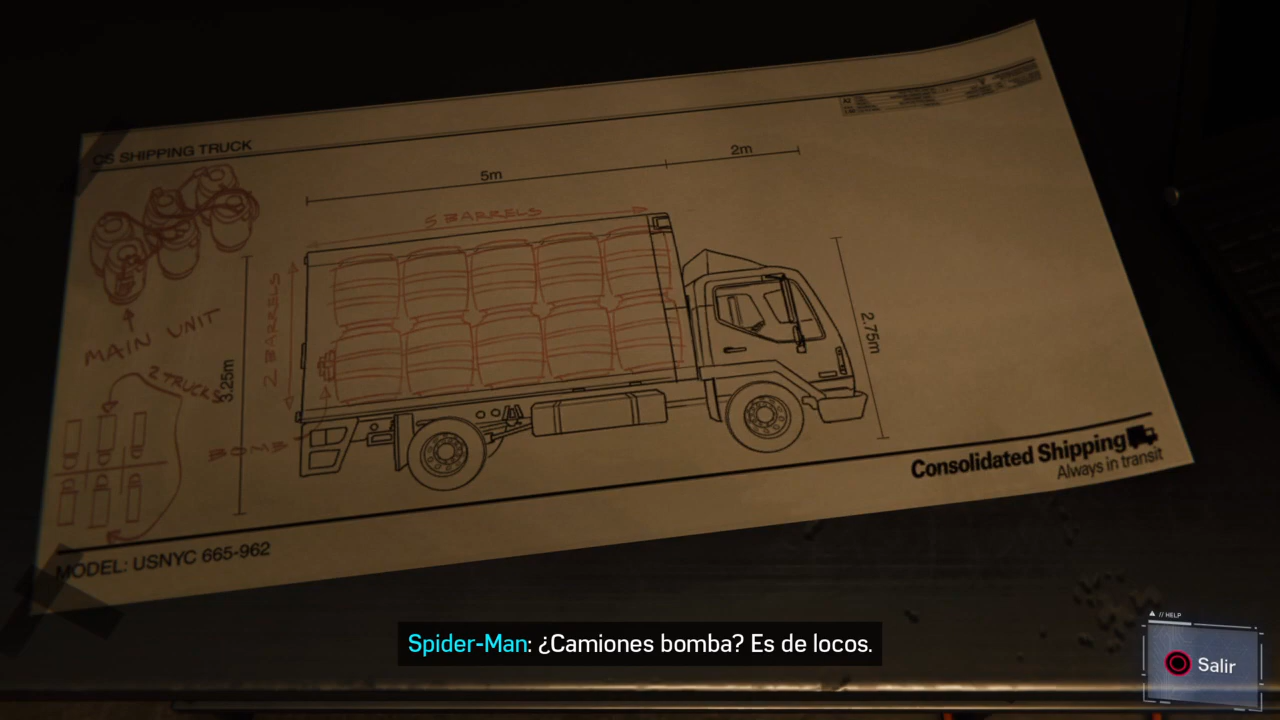 CS SHIPPING TRUCK
5m
2m
5 BARRELS
2 BARRELS
3.25m
2.75m
MAIN UNIT
2 TRUCKS
Consolidated Shipping
Always in transit
MODEL: USNYC 665-962
Spider-Man: ¿Camiones bomba? Es de locos.
// HELP
Salir